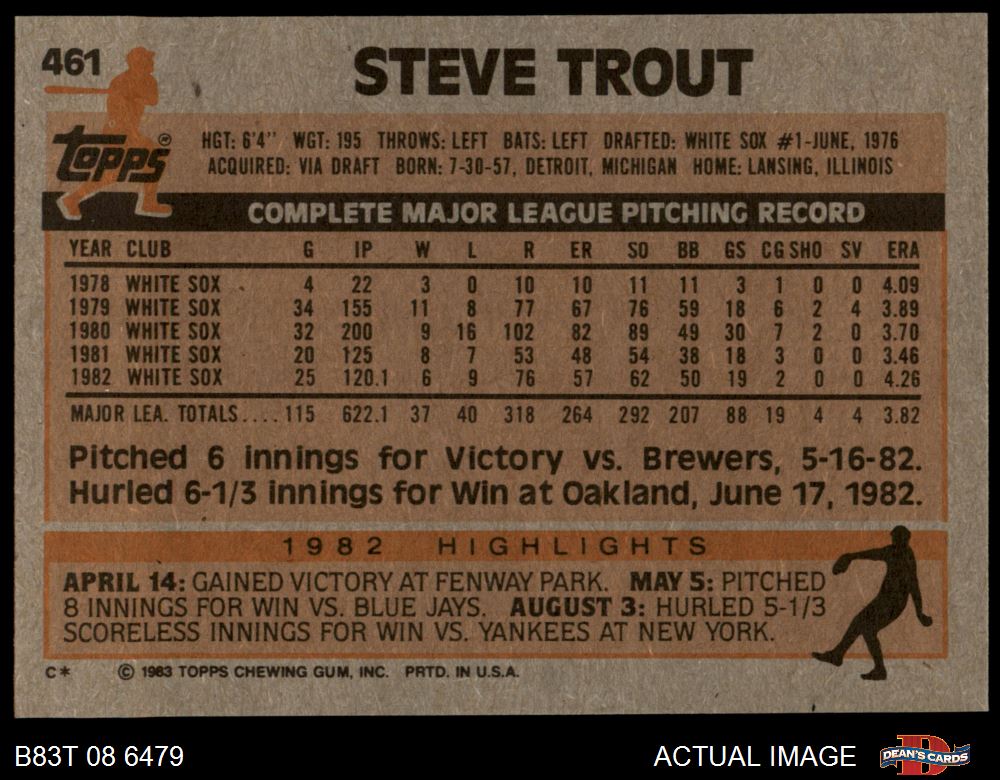 461
STEVE TROUT
topps®
HGT: 6'4" WGT: 195 THROWS: LEFT BATS: LEFT DRAFTED: WHITE SOX #1-JUNE, 1976
ACQUIRED: VIA DRAFT BORN: 7-30-57, DETROIT, MICHIGAN HOME: LANSING, ILLINOIS
COMPLETE MAJOR LEAGUE PITCHING RECORD
YEAR CLUB G IP W L R ER SO BB GS CG SHO SV ERA
1978 WHITE SOX 4 22 3 0 10 10 11 11 3 1 0 0 4.09
1979 WHITE SOX 34 155 11 8 77 67 76 59 18 6 2 4 3.89
1980 WHITE SOX 32 200 9 16 102 82 89 49 30 7 2 0 3.70
1981 WHITE SOX 20 125 8 7 53 48 54 38 18 3 0 0 3.46
1982 WHITE SOX 25 120.1 6 9 76 57 62 50 19 2 0 0 4.26
MAJOR LEA. TOTALS.... 115 622.1 37 40 318 264 292 207 88 19 4 4 3.82
Pitched 6 innings for Victory vs. Brewers, 5-16-82.
Hurled 6-1/3 innings for Win at Oakland, June 17, 1982.
1982 HIGHLIGHTS
APRIL 14: GAINED VICTORY AT FENWAY PARK. MAY 5: PITCHED
8 INNINGS FOR WIN VS. BLUE JAYS. AUGUST 3: HURLED 5-1/3
SCORELESS INNINGS FOR WIN VS. YANKEES AT NEW YORK.
C* © 1983 TOPPS CHEWING GUM, INC. PRTD. IN U.S.A.
B83T 08 6479
ACTUAL IMAGE
D
DEAN'S CARDS